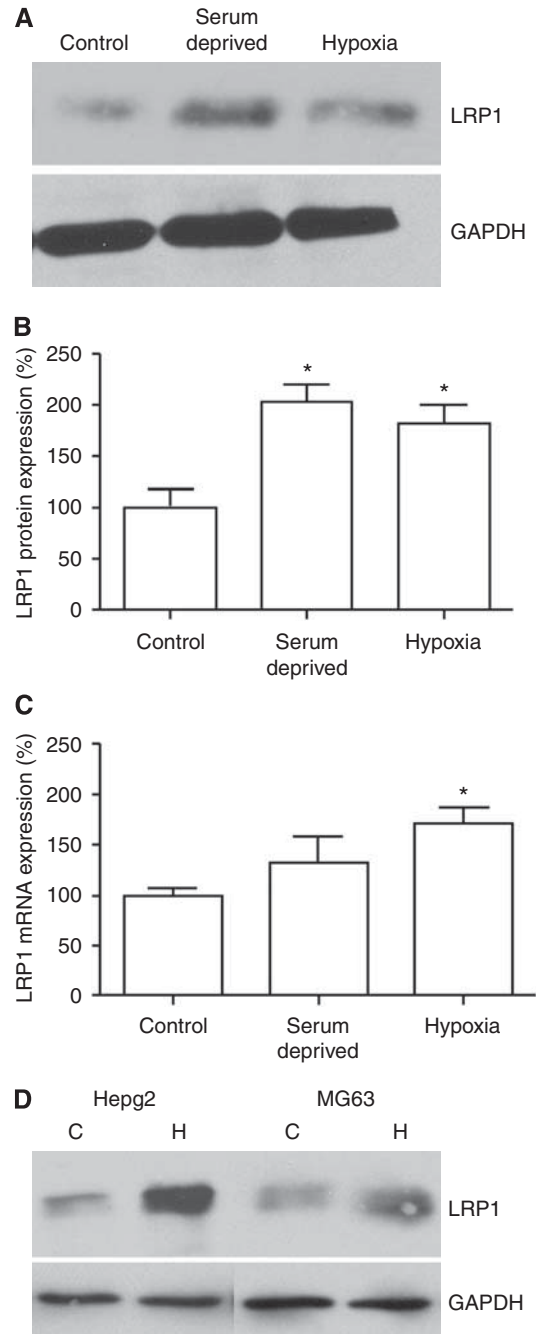 A
Control
Serum
deprived
Hypoxia
LRP1
GAPDH
B
LRP1 protein expression (%)
250
200
150
100
50
0
*
*
Control
Serum
deprived
Hypoxia
C
LRP1 mRNA expression (%)
250
200
150
100
50
0
*
Control
Serum
deprived
Hypoxia
D
Hepg2
MG63
C
H
C
H
LRP1
GAPDH